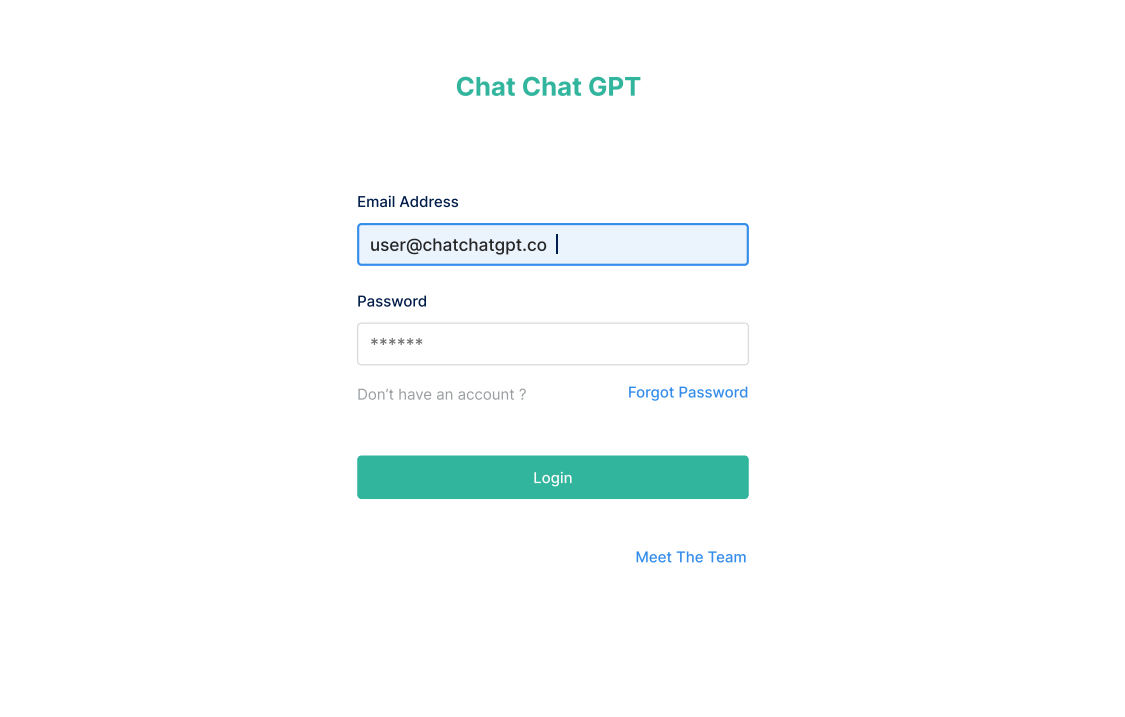 Chat Chat GPT
Email Address
user@chatchatgpt.co
Password
******
Don't have an account ?
Forgot Password
Login
Meet The Team